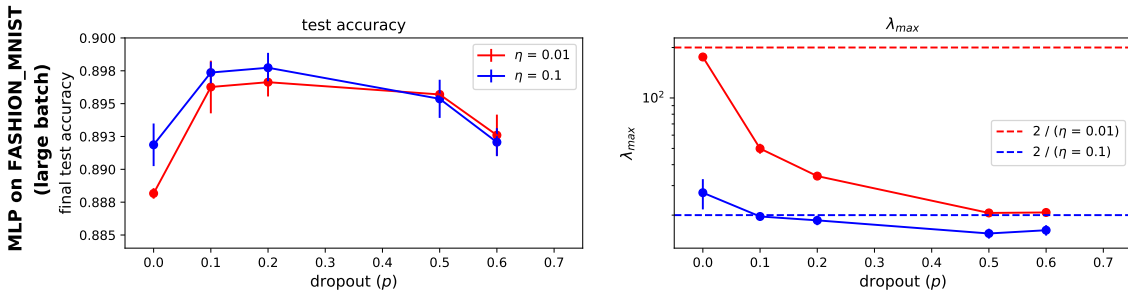 MLP on FASHION_MNIST
(large batch)
test accuracy
final test accuracy
0.900
0.898
0.895
0.893
0.890
0.888
0.885
η = 0.01
η = 0.1
0.0 0.1 0.2 0.3 0.4 0.5 0.6 0.7
dropout (p)
λmax
λmax
10²
2 / (η = 0.01)
2 / (η = 0.1)
0.0 0.1 0.2 0.3 0.4 0.5 0.6 0.7
dropout (p)